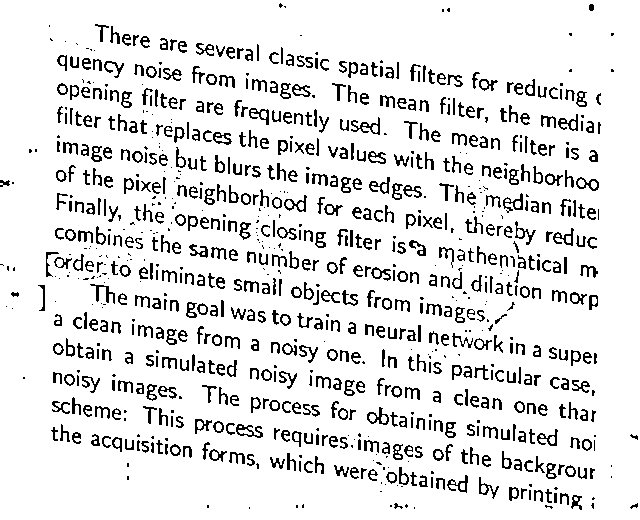 There are several classic spatial filters for reducing
quency noise from images. The mean filter, the media
opening filter are frequently used. The mean filter is a
filter that replaces the pixel values with the neighborhoo
image noise but blurs the image edges. The median filte
of the pixel neighborhood for each pixel, thereby reduc
Finally, the opening closing filter is a mathematical m
combines the same number of erosion and dilation morp
order to eliminate small objects from images.
The main goal was to train a neural network in a super
a clean image from a noisy one. In this particular case,
obtain a simulated noisy image from a clean one than
noisy images. The process for obtaining simulated noi
scheme: This process requires images of the backgroun
the acquisition forms, which were obtained by printing